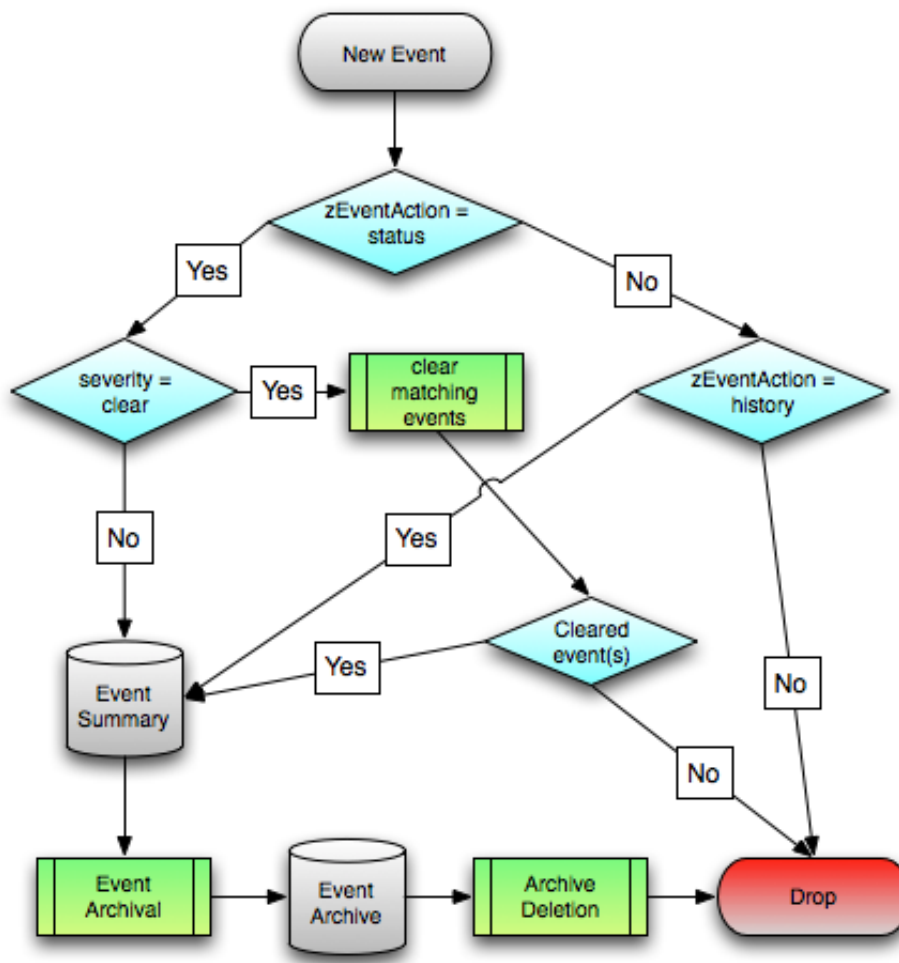 New Event
zEventAction =
status
Yes
No
severity =
clear
Yes
clear
matching
events
zEventAction =
history
No
Yes
Cleared
event(s)
Yes
No
Event
Summary
No
Event
Archival
Event
Archive
Archive
Deletion
Drop